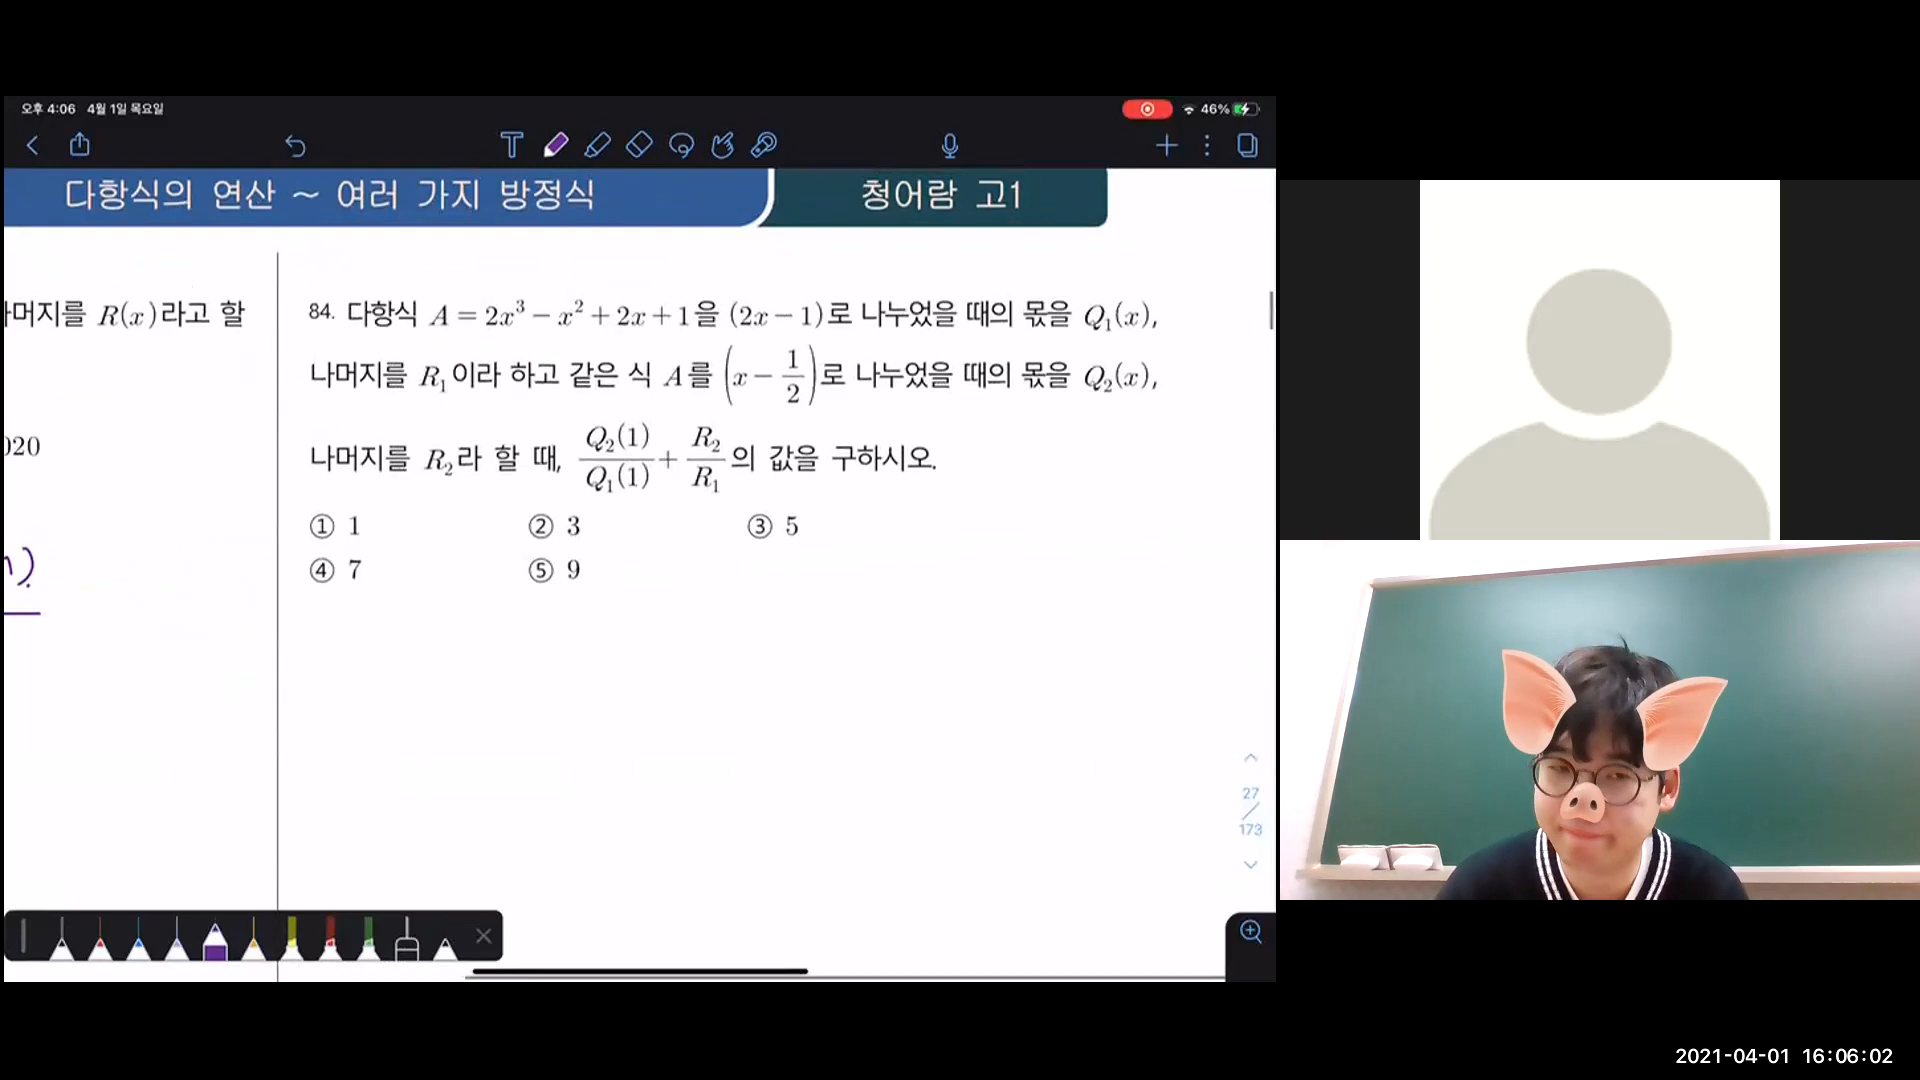 오후 4:06 4월 1일 목요일
46%
다항식의 연산 ~ 여러 가지 방정식
청어람 고1
나머지를 R(x)라고 할
020
84. 다항식 A = 2x³ − x² + 2x + 1을 (2x − 1)로 나누었을 때의 몫을 Q₁(x),
나머지를 R₁이라 하고 같은 식 A를 (x − 1/2)로 나누었을 때의 몫을 Q₂(x),
나머지를 R₂라 할 때, Q₂(1)/Q₁(1) + R₂/R₁의 값을 구하시오.
① 1 ② 3 ③ 5
④ 7 ⑤ 9
27
/
173
2021-04-01 16:06:02